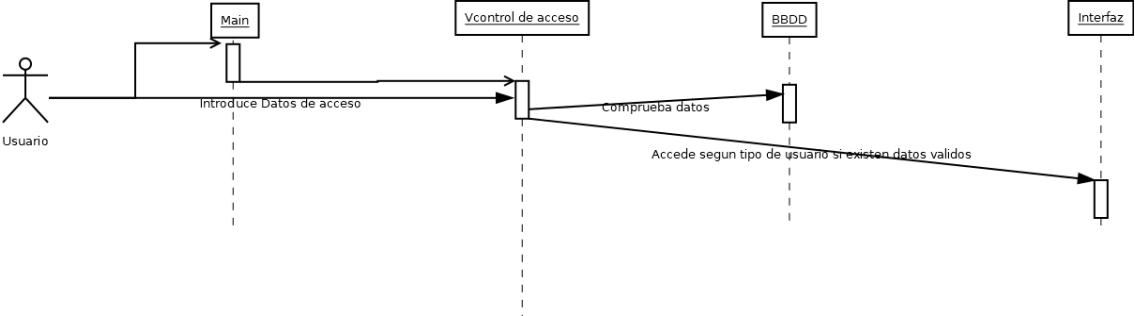 Main
Vcontrol de acceso
BBDD
Interfaz
Usuario
Introduce Datos de acceso
Comprueba datos
Accede segun tipo de usuario si existen datos validos